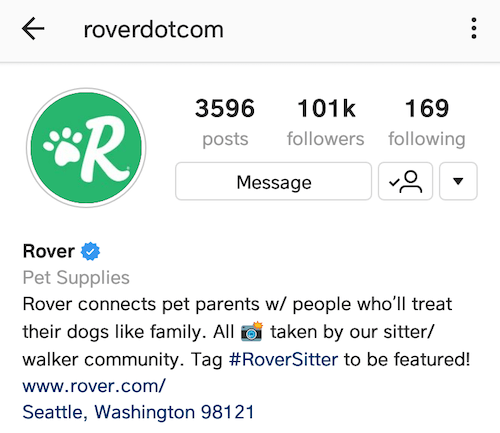 roverdotcom
R
3596 101k 169
posts followers following
Message
Rover
Pet Supplies
Rover connects pet parents w/ people who'll treat
their dogs like family. All 📸 taken by our sitter/
walker community. Tag #RoverSitter to be featured!
www.rover.com/
Seattle, Washington 98121